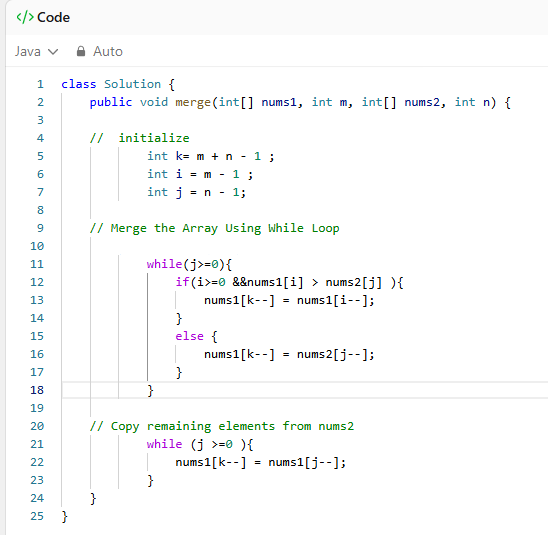 </> Code
Java Auto
1 class Solution {
2 public void merge(int[] nums1, int m, int[] nums2, int n) {
3
4 //  initialize
5 int k= m + n - 1 ;
6 int i = m - 1 ;
7 int j = n - 1;
8
9 // Merge the Array Using While Loop
10
11 while(j>=0){
12 if(i>=0 &&nums1[i] > nums2[j] ){
13 nums1[k--] = nums1[i--];
14 }
15 else {
16 nums1[k--] = nums2[j--];
17 }
18 }
19
20 // Copy remaining elements from nums2
21 while (j >=0 ){
22 nums1[k--] = nums1[j--];
23 }
24 }
25 }